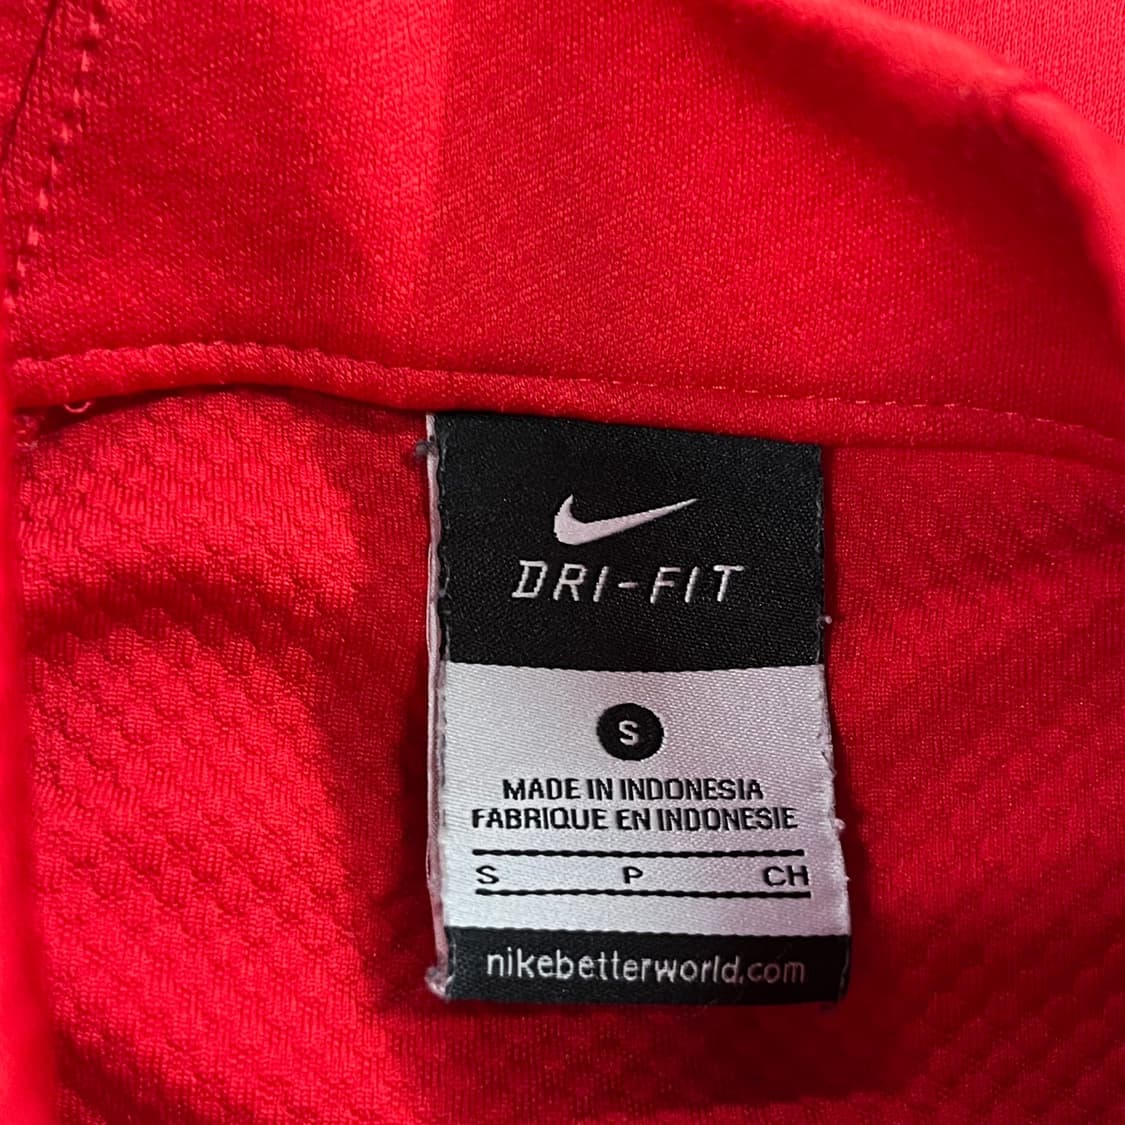 DRI-FIT
S
MADE IN INDONESIA
FABRIQUE EN INDONESIE
S P CH
nikebetterworld.com